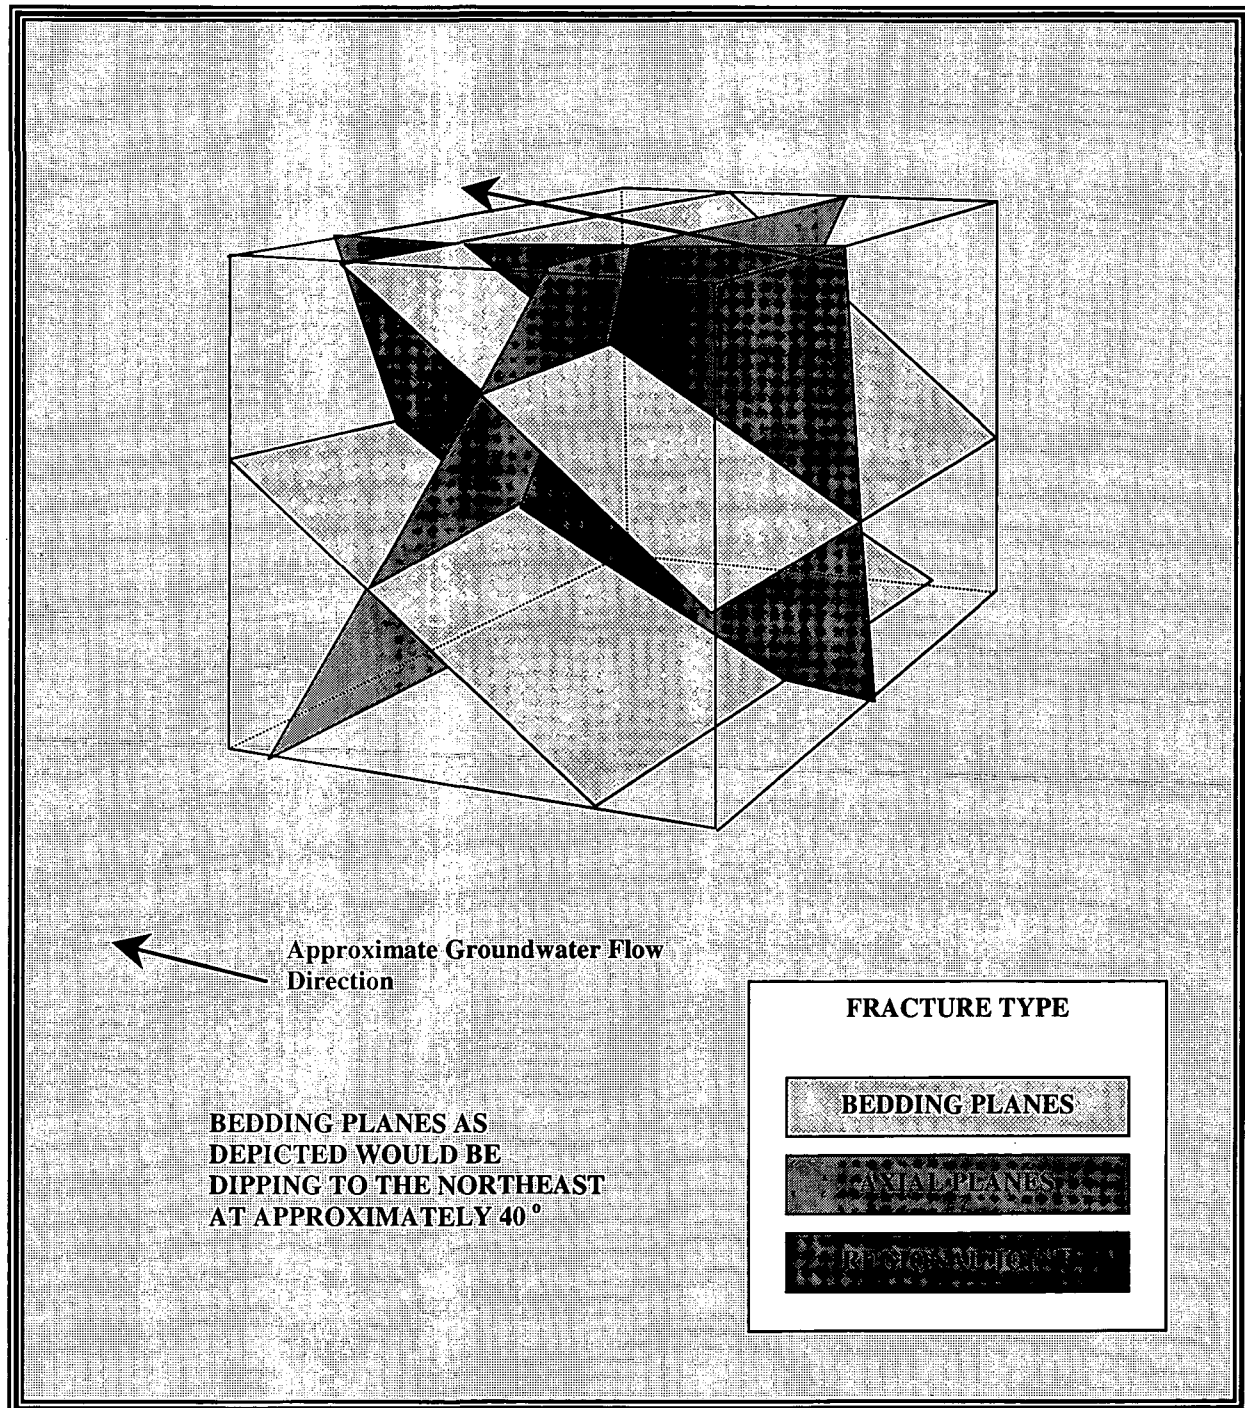 Approximate Groundwater Flow
Direction
FRACTURE TYPE
BEDDING PLANES
AXIAL PLANES
BEDDING PLANES AS
DEPICTED WOULD BE
DIPPING TO THE NORTHEAST
AT APPROXIMATELY 40°